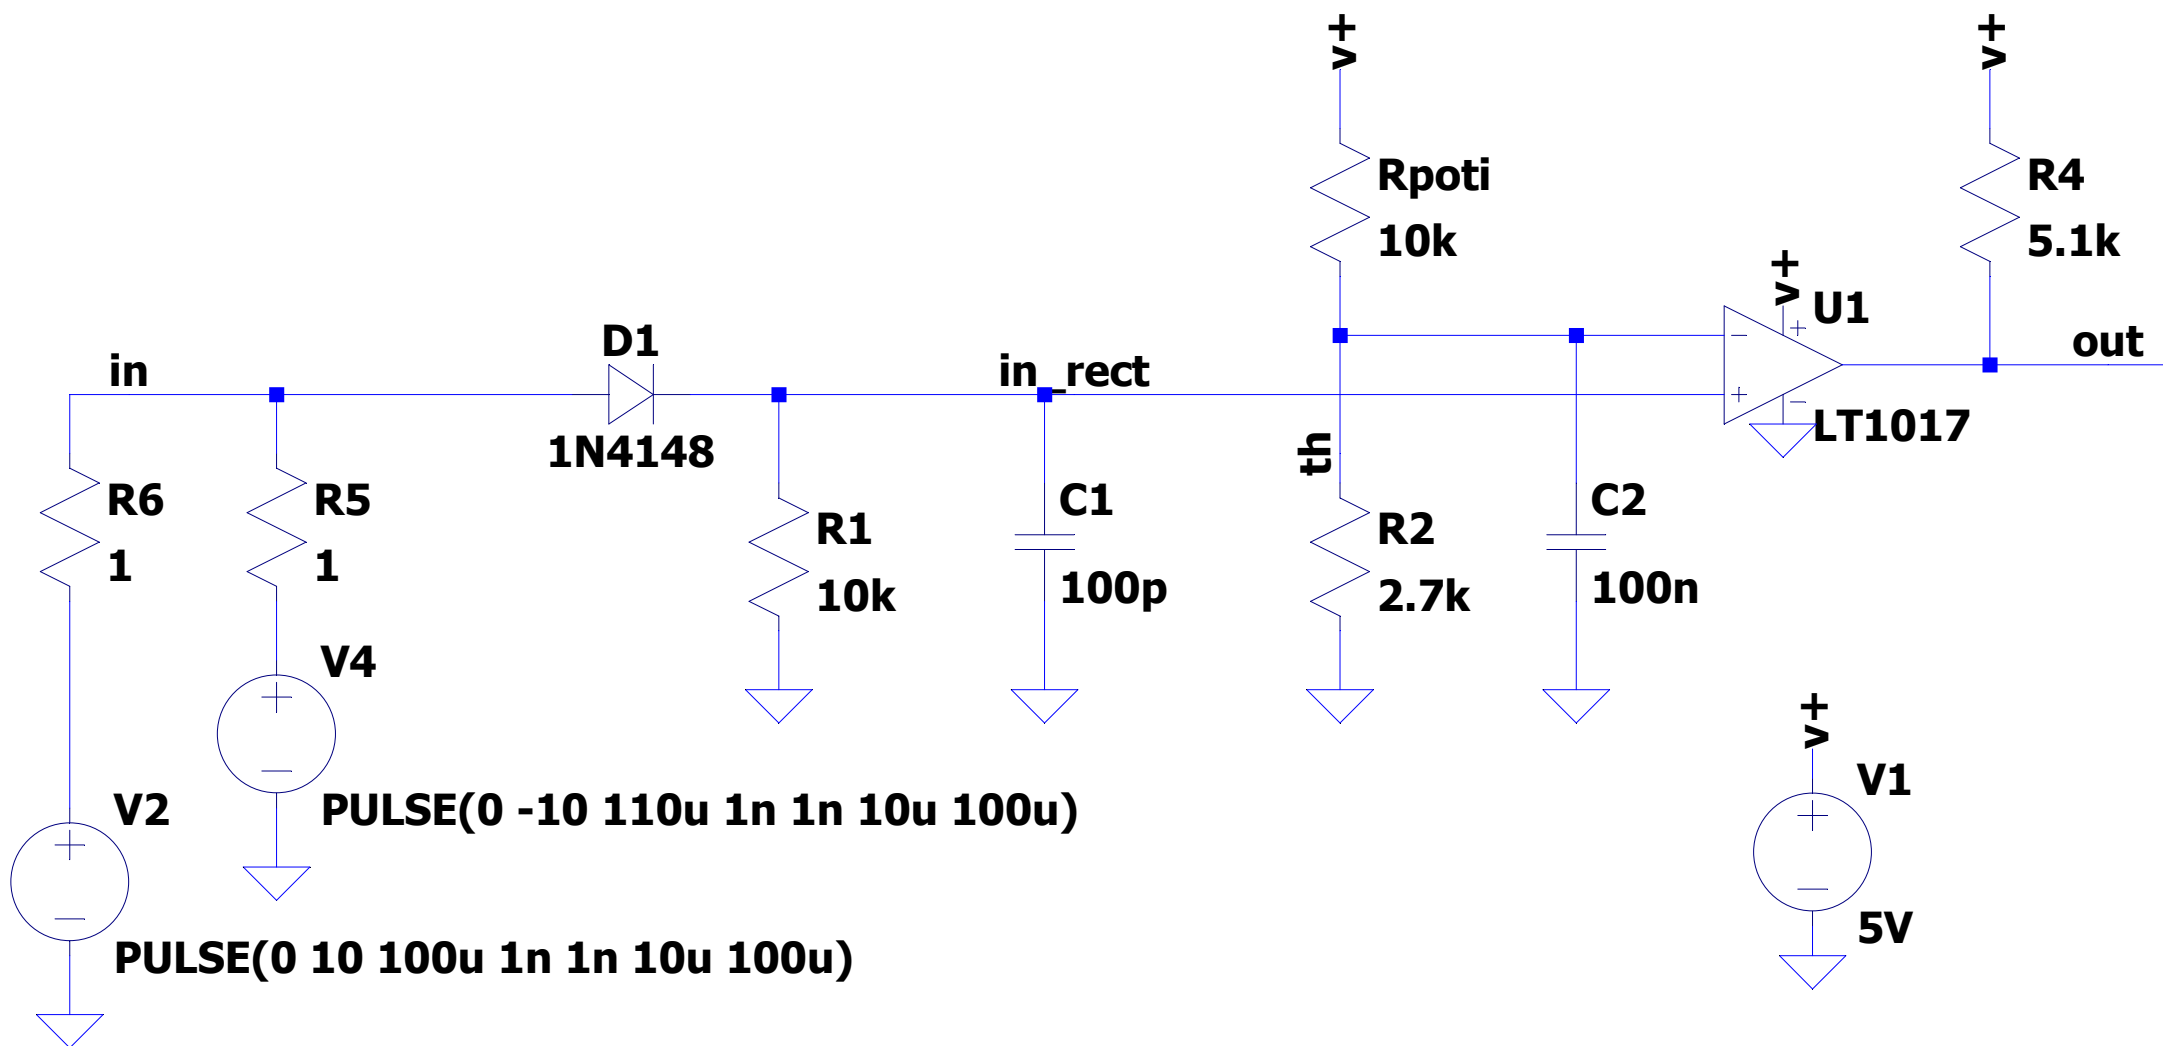 v+
v+
Rpoti
10k
R4
5.1k
v+
U1
D1
in
in_rect
out
1N4148
LT1017
th
R6
1
R5
1
R1
10k
C1
100p
R2
2.7k
C2
100n
V4
PULSE(0 -10 110u 1n 1n 10u 100u)
v+
V1
5V
V2
PULSE(0 10 100u 1n 1n 10u 100u)